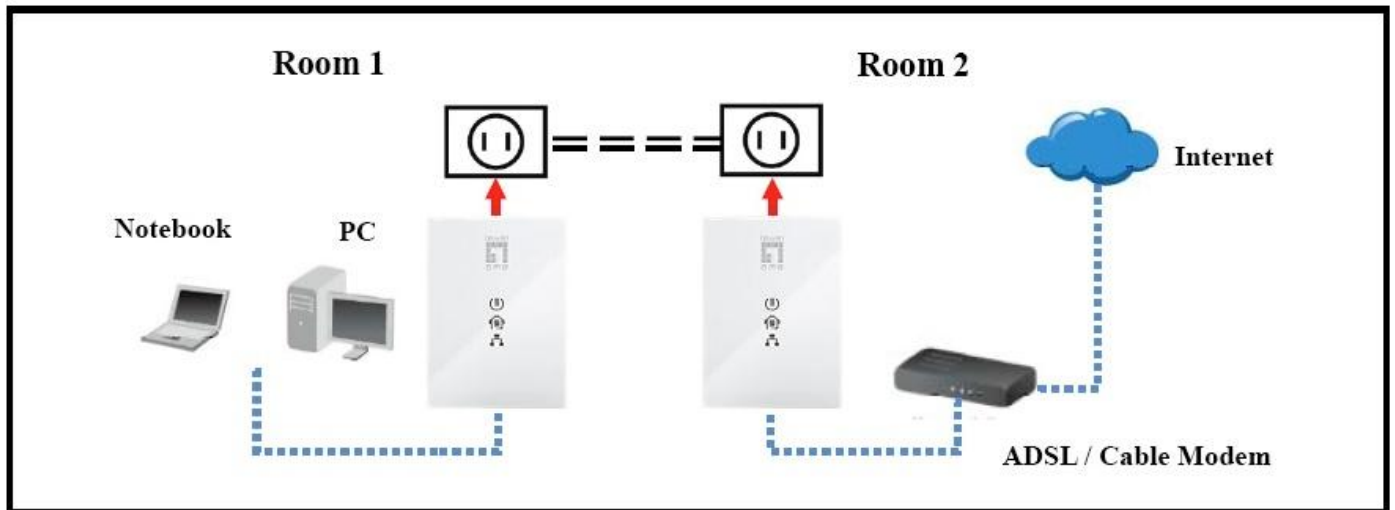 Room 1
Room 2
Internet
Notebook
PC
ADSL / Cable Modem